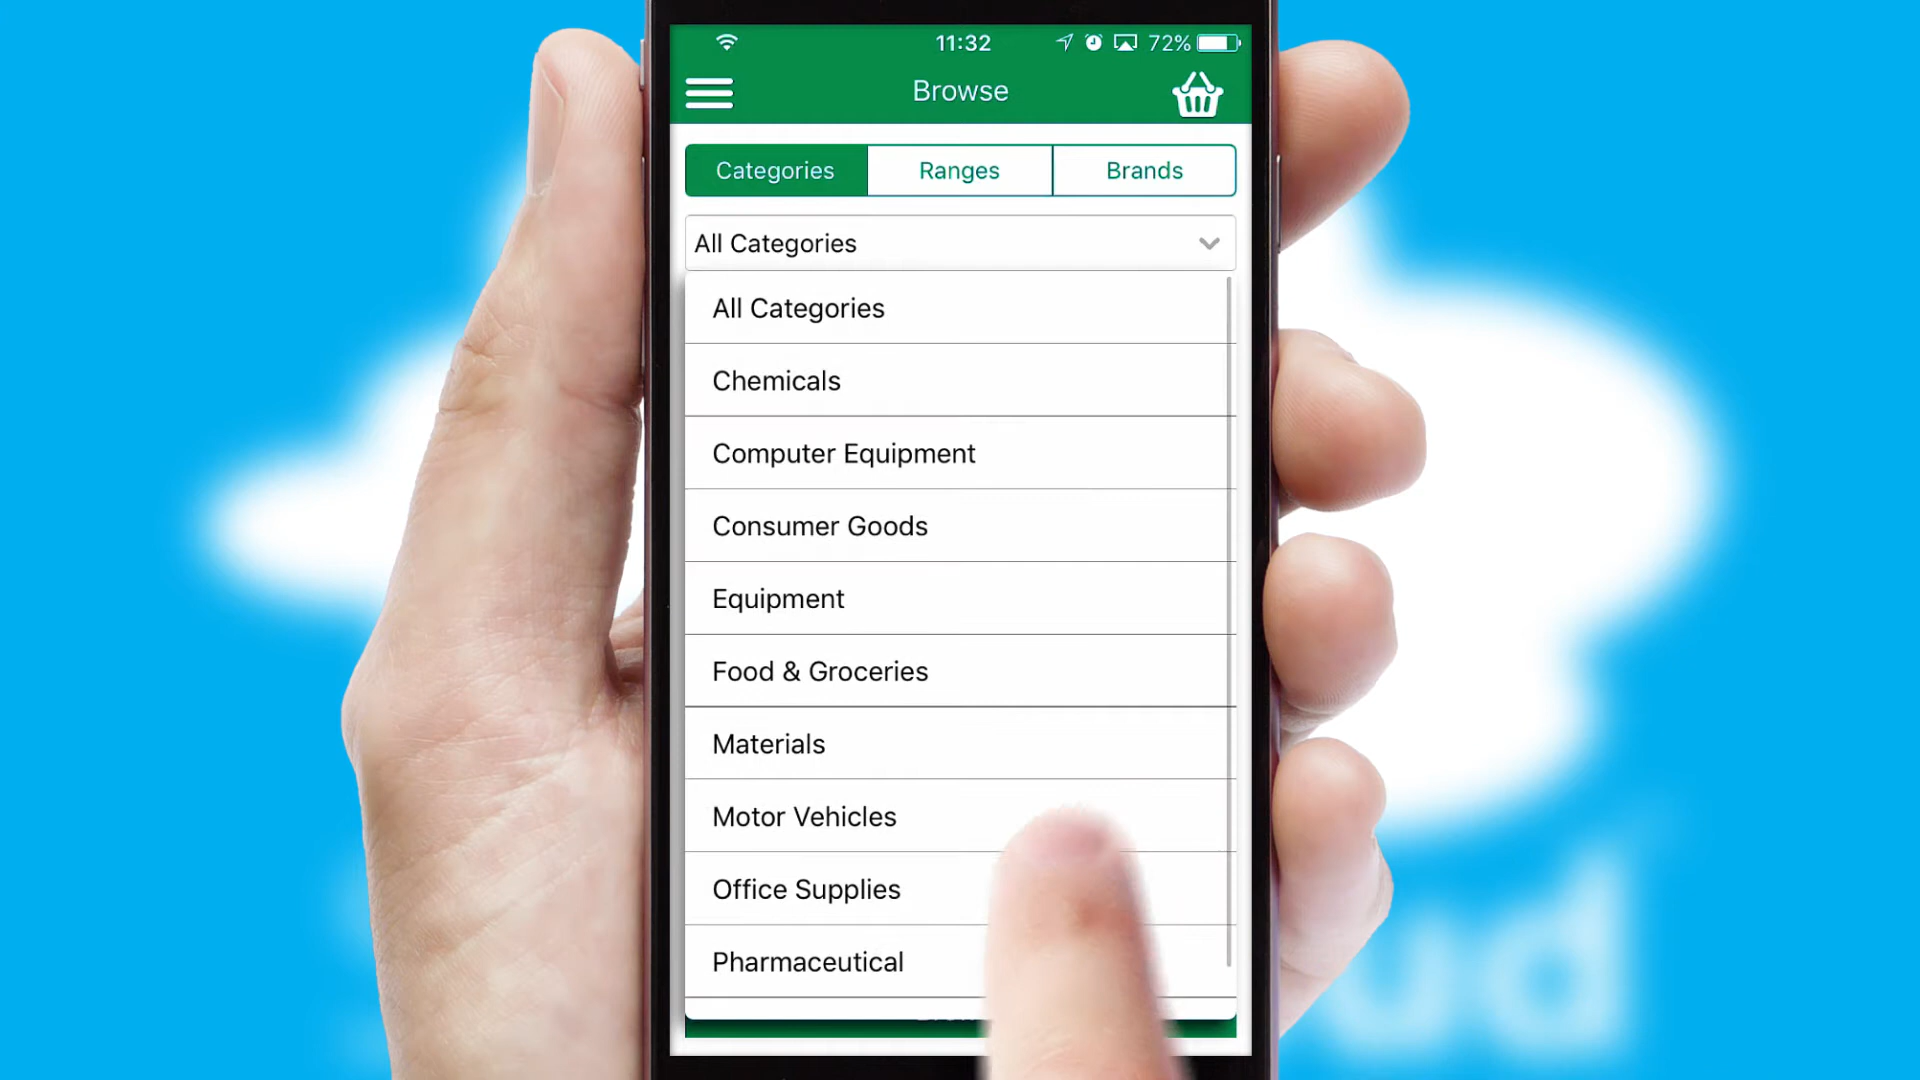 11:32
72%
Browse
Categories
Ranges
Brands
All Categories
All Categories
Chemicals
Computer Equipment
Consumer Goods
Equipment
Food & Groceries
Materials
Motor Vehicles
Office Supplies
Pharmaceutical